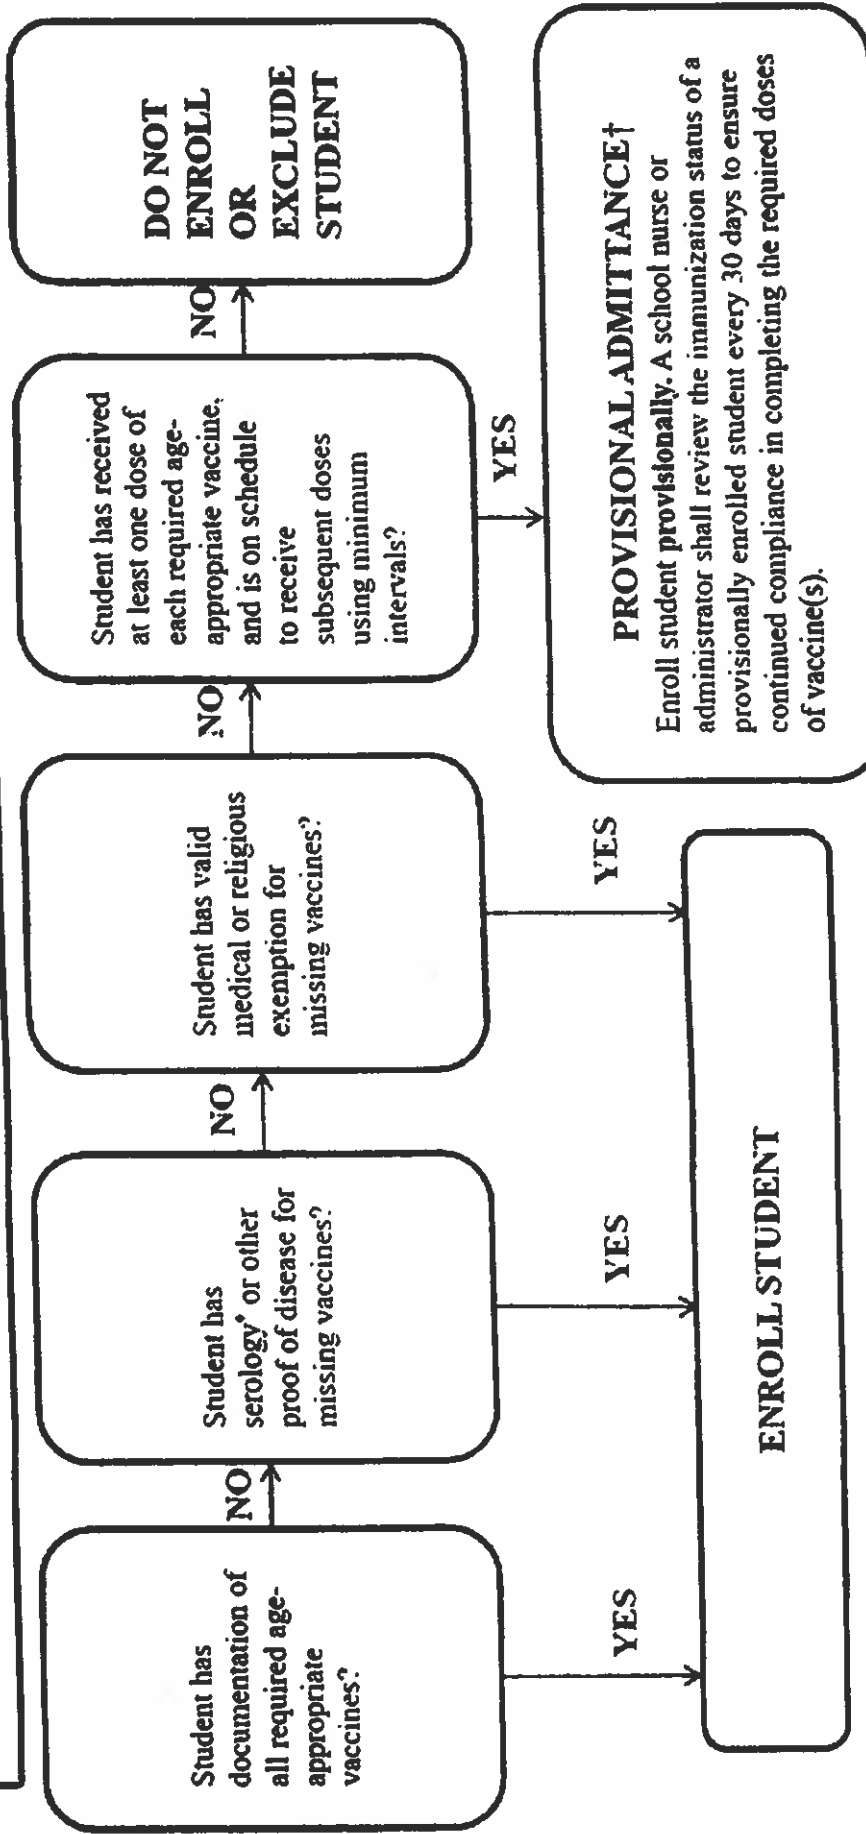 Student has
documentation of
all required age-
appropriate
vaccines?
NO
YES
Student has
serology* or other
proof of disease for
missing vaccines?
NO
YES
Student has valid
medical or religious
exemption for
missing vaccines?
NO
YES
Student has received
at least one dose of
each required age-
appropriate vaccine,
and is on schedule
to receive
subsequent doses
using minimum
intervals?
NO
YES
DO NOT
ENROLL
OR
EXCLUDE
STUDENT
ENROLL STUDENT
PROVISIONAL ADMITTANCE†
Enroll student provisionally. A school nurse or
administrator shall review the immunization status of a
provisionally enrolled student every 30 days to ensure
continued compliance in completing the required doses
of vaccine(s).